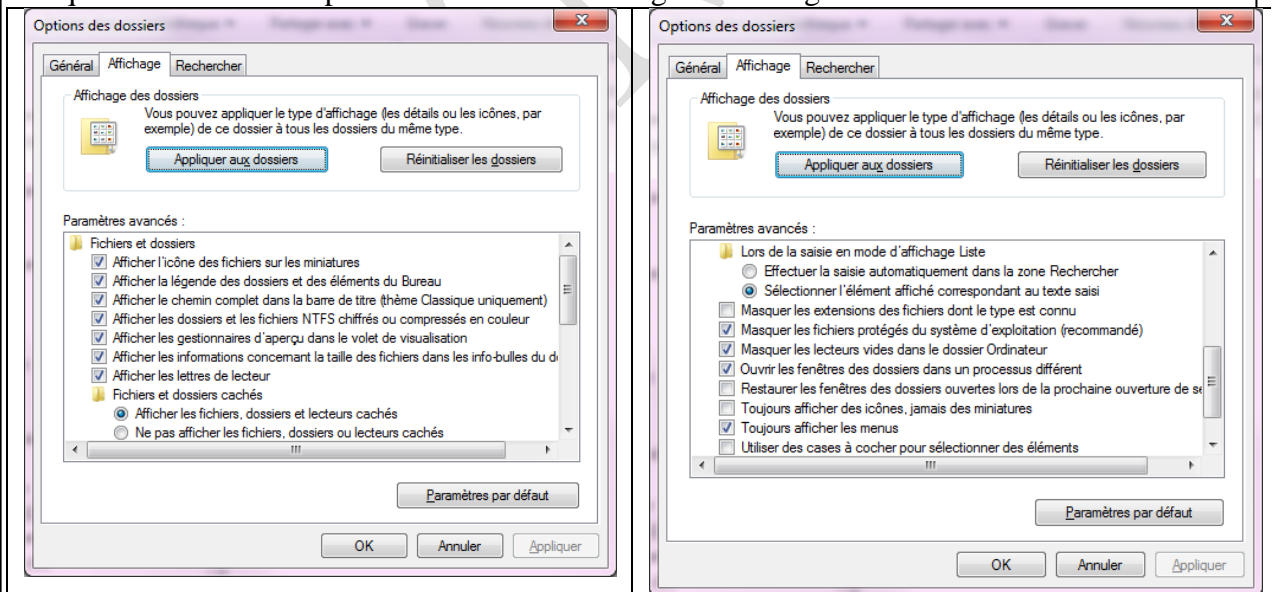 Options des dossiers
Général Affichage Rechercher
Affichage des dossiers
Vous pouvez appliquer le type d'affichage (les détails ou les icônes, par
exemple) de ce dossier à tous les dossiers du même type.
Appliquer aux dossiers Réinitialiser les dossiers
Paramètres avancés :
Fichiers et dossiers
Afficher l'icône des fichiers sur les miniatures
Afficher la légende des dossiers et des éléments du Bureau
Afficher le chemin complet dans la barre de titre (thème Classique uniquement)
Afficher les dossiers et les fichiers NTFS chiffrés ou compressés en couleur
Afficher les gestionnaires d'aperçu dans le volet de visualisation
Afficher les informations concernant la taille des fichiers dans les info-bulles du
Afficher les lettres de lecteur
Fichiers et dossiers cachés
Afficher les fichiers, dossiers et lecteurs cachés
Ne pas afficher les fichiers, dossiers ou lecteurs cachés
Paramètres par défaut
OK Annuler Appliquer
Options des dossiers
Général Affichage Rechercher
Affichage des dossiers
Vous pouvez appliquer le type d'affichage (les détails ou les icônes, par
exemple) de ce dossier à tous les dossiers du même type.
Appliquer aux dossiers Réinitialiser les dossiers
Paramètres avancés :
Lors de la saisie en mode d'affichage Liste
Effectuer la saisie automatiquement dans la zone Rechercher
Sélectionner l'élément affiché correspondant au texte saisi
Masquer les extensions des fichiers dont le type est connu
Masquer les fichiers protégés du système d'exploitation (recommandé)
Masquer les lecteurs vides dans le dossier Ordinateur
Ouvrir les fenêtres des dossiers dans un processus différent
Restaurer les fenêtres des dossiers ouvertes lors de la prochaine ouverture de
Toujours afficher des icônes, jamais des miniatures
Toujours afficher les menus
Utiliser des cases à cocher pour sélectionner des éléments
Paramètres par défaut
OK Annuler Appliquer